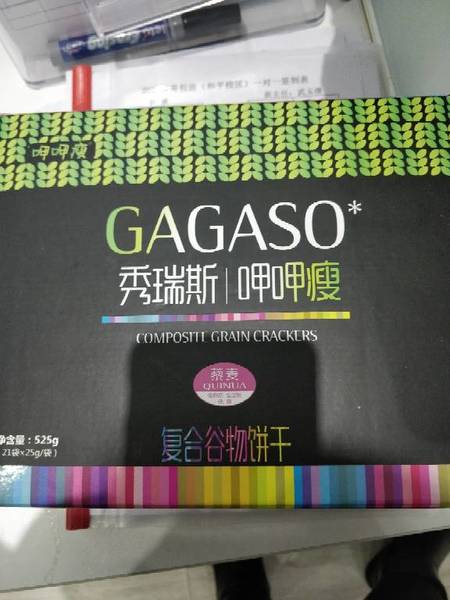 呷呷瘦
GAGASO*
秀瑞斯|呷呷瘦
COMPOSITE GRAIN CRACKERS
藜麦
QUINUA
净含量：525g
21袋×25g/袋）
复合谷物饼干